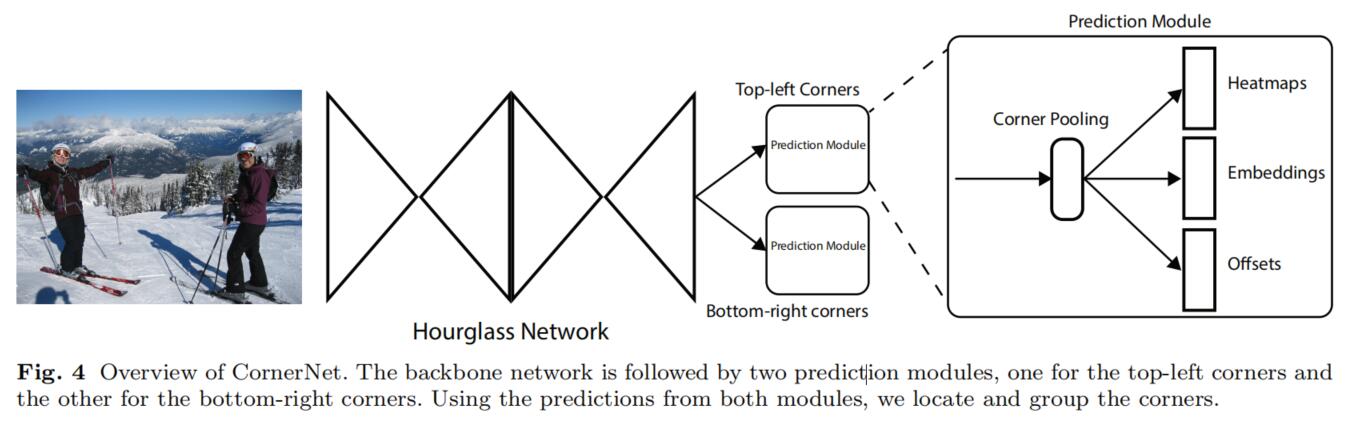 Prediction Module
Top-left Corners
Heatmaps
Corner Pooling
Prediction Module
Embeddings
Prediction Module
Offsets
Bottom-right corners
Hourglass Network
Fig. 4 Overview of CornerNet. The backbone network is followed by two prediction modules, one for the top-left corners and
the other for the bottom-right corners. Using the predictions from both modules, we locate and group the corners.